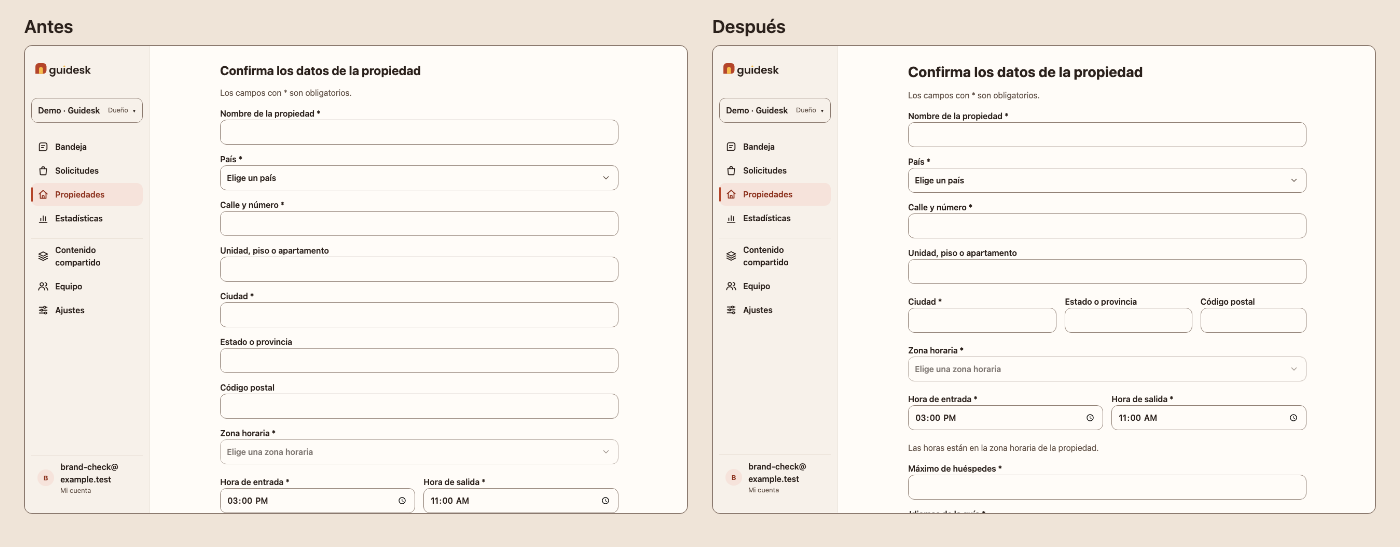 Antes
guidesk
Demo · Guidesk Dueño
Bandeja
Solicitudes
Propiedades
Estadísticas
Contenido
compartido
Equipo
Ajustes
B
brand-check@
example.test
Mi cuenta
Confirma los datos de la propiedad
Los campos con * son obligatorios.
Nombre de la propiedad *
País *
Elige un país
Calle y número *
Unidad, piso o apartamento
Ciudad *
Estado o provincia
Código postal
Zona horaria *
Elige una zona horaria
Hora de entrada * Hora de salida *
03:00 PM 11:00 AM
Después
guidesk
Demo · Guidesk Dueño
Bandeja
Solicitudes
Propiedades
Estadísticas
Contenido
compartido
Equipo
Ajustes
B
brand-check@
example.test
Mi cuenta
Confirma los datos de la propiedad
Los campos con * son obligatorios.
Nombre de la propiedad *
País *
Elige un país
Calle y número *
Unidad, piso o apartamento
Ciudad * Estado o provincia Código postal
Zona horaria *
Elige una zona horaria
Hora de entrada * Hora de salida *
03:00 PM 11:00 AM
Las horas están en la zona horaria de la propiedad.
Máximo de huéspedes *